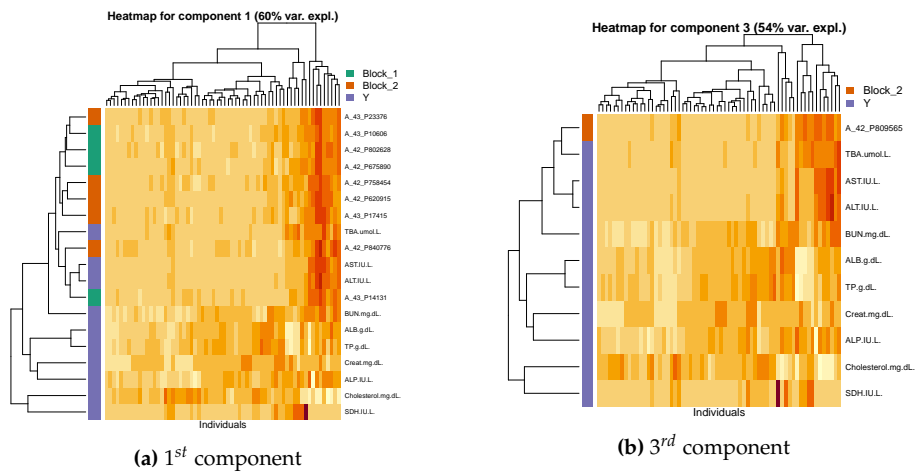 Heatmap for component 1 (60% var. expl.)
Block_1
Block_2
Y
A_43_P23376
A_43_P10606
A_42_P802628
A_42_P675890
A_42_P758454
A_42_P620915
A_43_P17415
TBA.umol.L.
A_42_P840776
AST.IU.L.
ALT.IU.L.
A_43_P14131
BUN.mg.dL.
ALB.g.dL.
TP.g.dL.
Creat.mg.dL.
ALP.IU.L.
Cholesterol.mg.dL.
SDH.IU.L.
Individuals
(a) 1st component
Heatmap for component 3 (54% var. expl.)
Block_2
Y
A_42_P809565
TBA.umol.L.
AST.IU.L.
ALT.IU.L.
BUN.mg.dL.
ALB.g.dL.
TP.g.dL.
Creat.mg.dL.
ALP.IU.L.
Cholesterol.mg.dL.
SDH.IU.L.
Individuals
(b) 3rd component